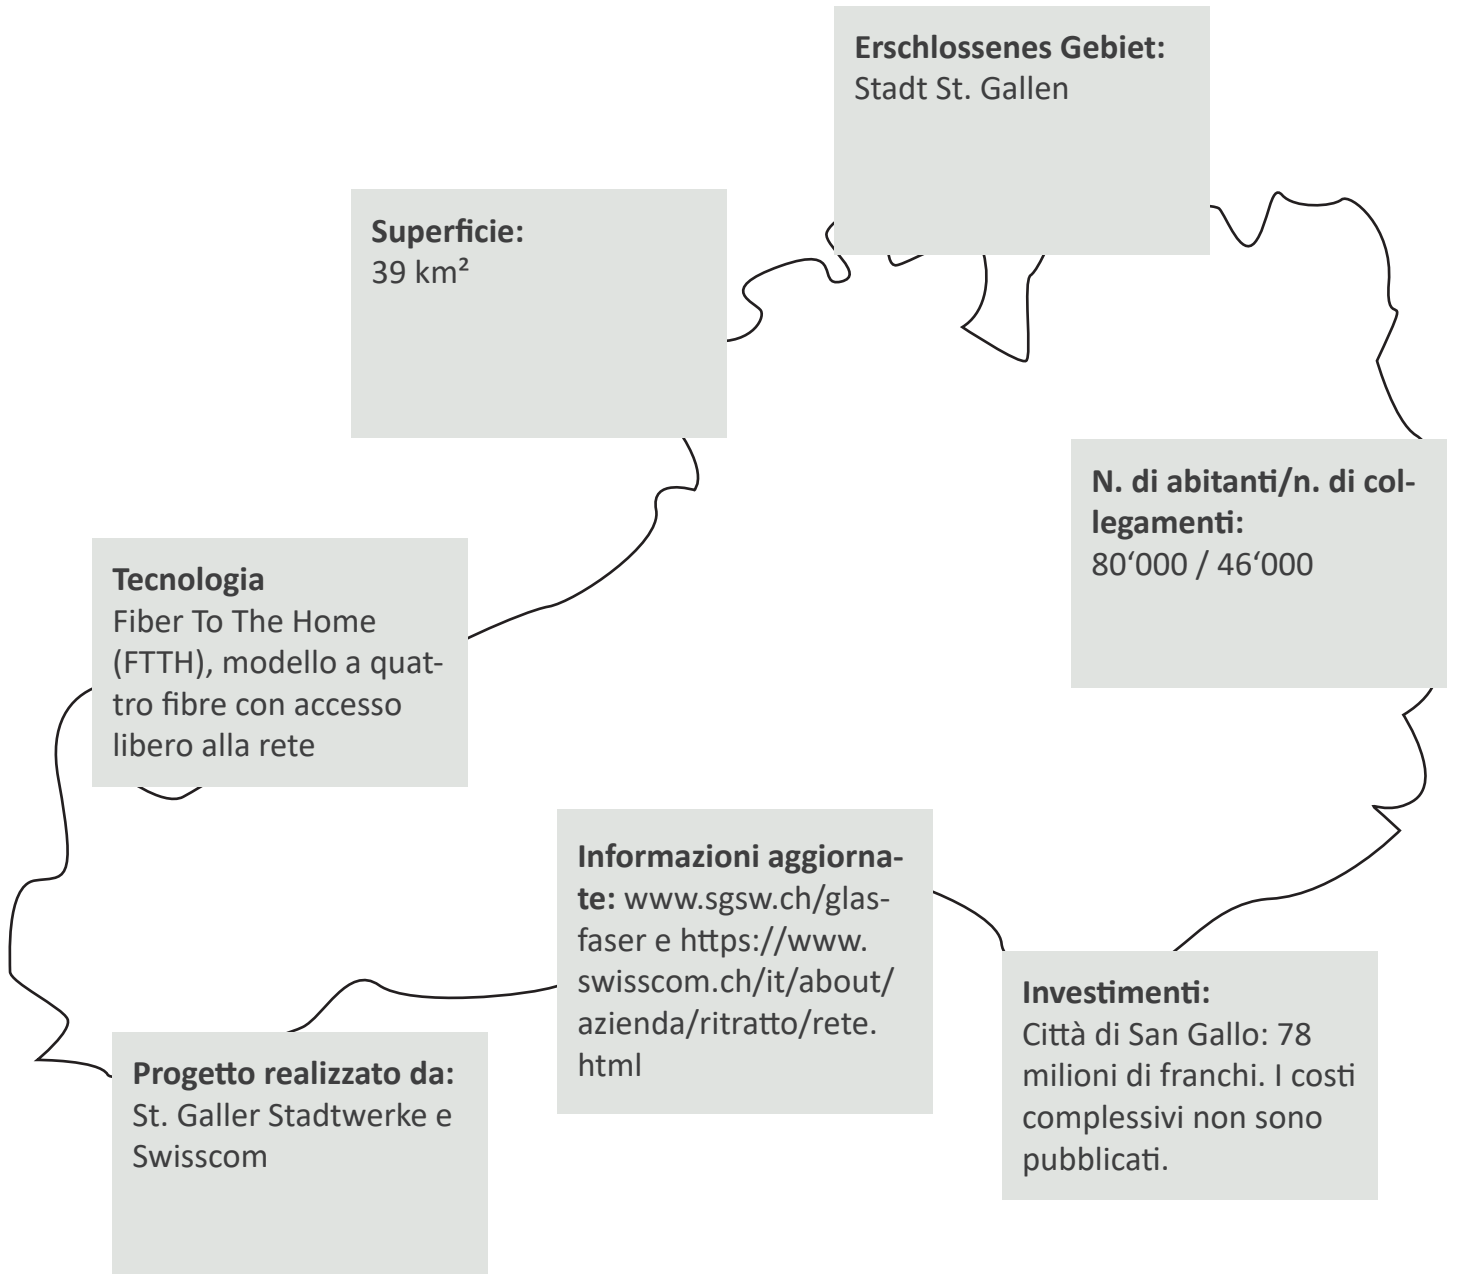 Erschlossenes Gebiet:
Stadt St. Gallen
Superficie:
39 km²
N. di abitanti/n. di col-
legamenti:
80‘000 / 46‘000
Tecnologia
Fiber To The Home
(FTTH), modello a quat-
tro fibre con accesso
libero alla rete
Informazioni aggiorna-
te: www.sgsw.ch/glas-
faser e https://www.
swisscom.ch/it/about/
azienda/ritratto/rete.
html
Investimenti:
Città di San Gallo: 78
milioni di franchi. I costi
complessivi non sono
pubblicati.
Progetto realizzato da:
St. Galler Stadtwerke e
Swisscom